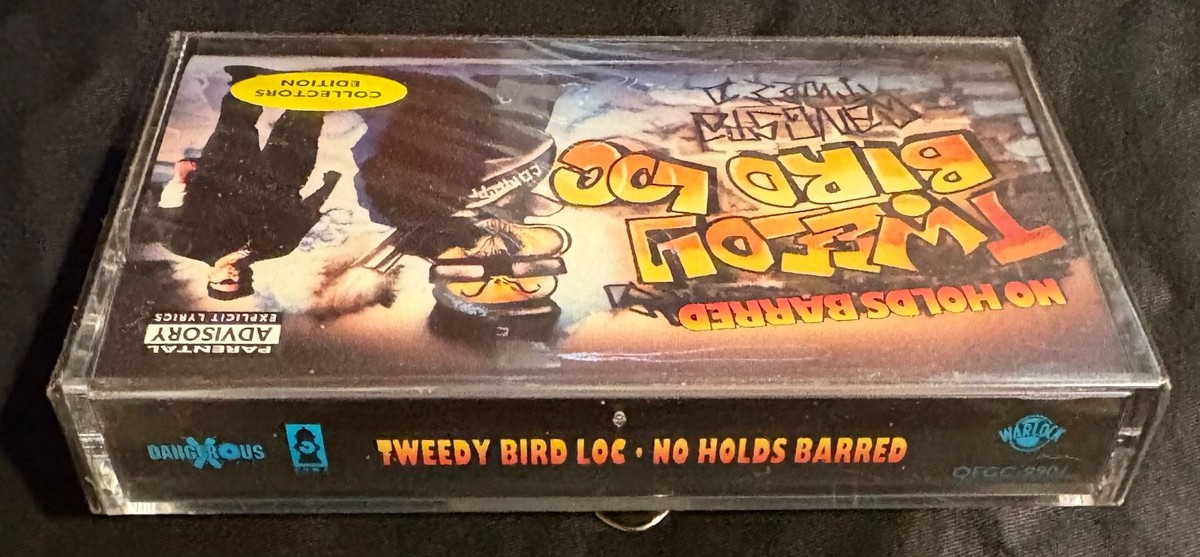 NO HOLDS BARRED
TWEEDY
BIRD LOC
COLLECTORS
EDITION
PARENTAL
ADVISORY
EXPLICIT LYRICS
DANGEROUS
TWEEDY BIRD LOC · NO HOLDS BARRED
WARLOCK